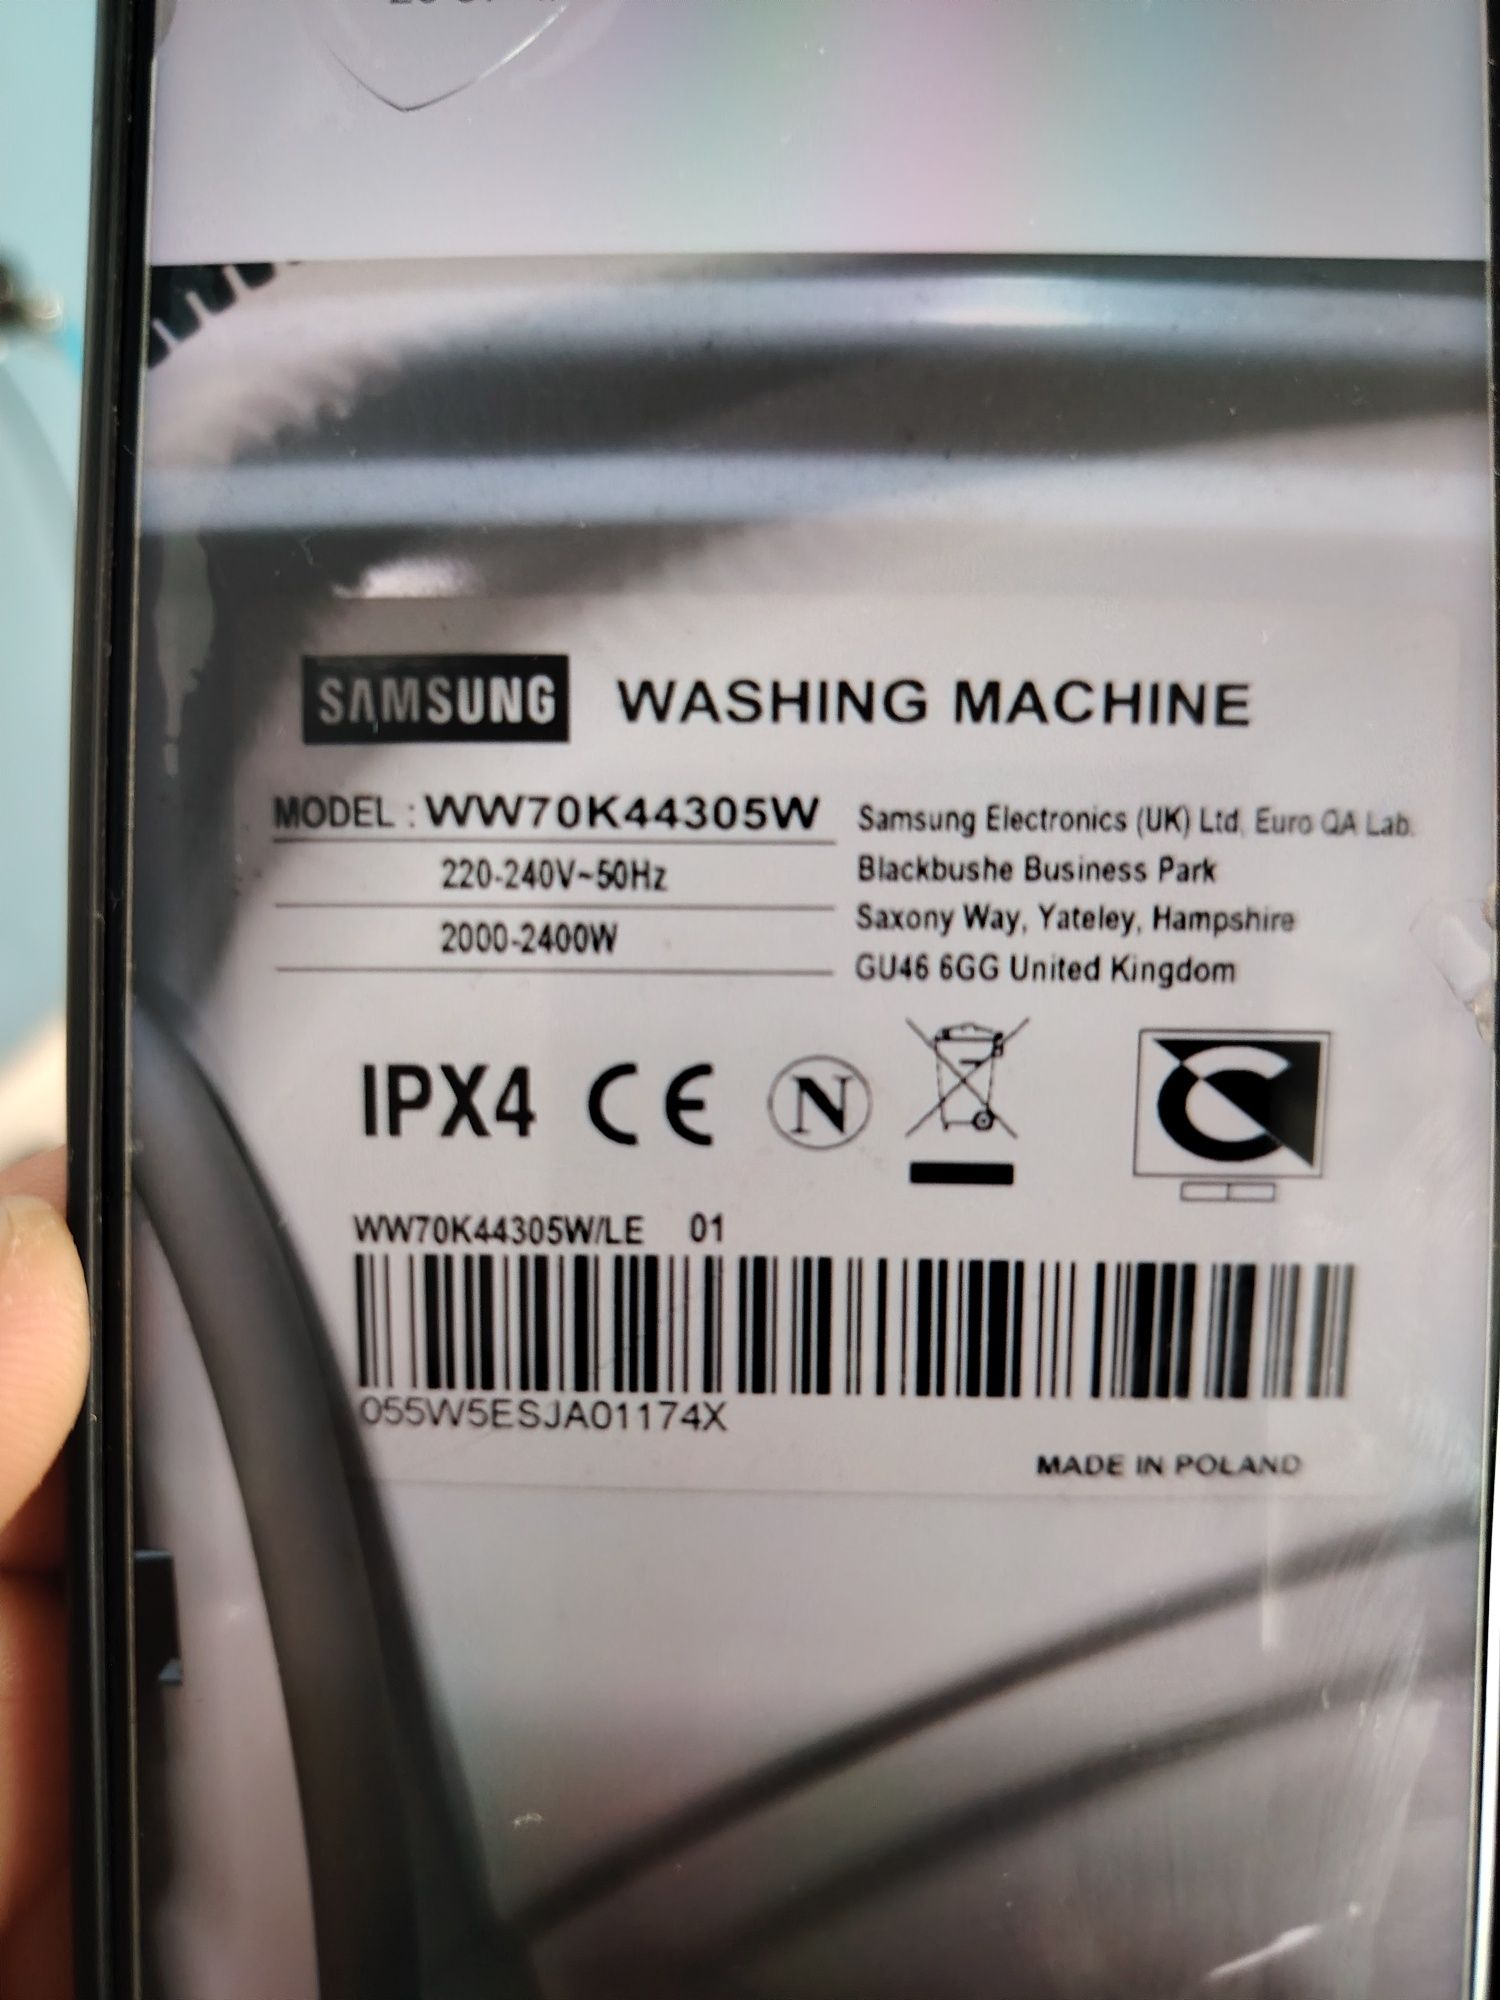 SAMSUNG WASHING MACHINE
MODEL : WW70K44305W
220-240V~50Hz
2000-2400W
Samsung Electronics (UK) Ltd, Euro QA Lab.
Blackbushe Business Park
Saxony Way, Yateley, Hampshire
GU46 6GG United Kingdom
IPX4 CE N C
WW70K44305W/LE 01
055W5ESJA01174X
MADE IN POLAND